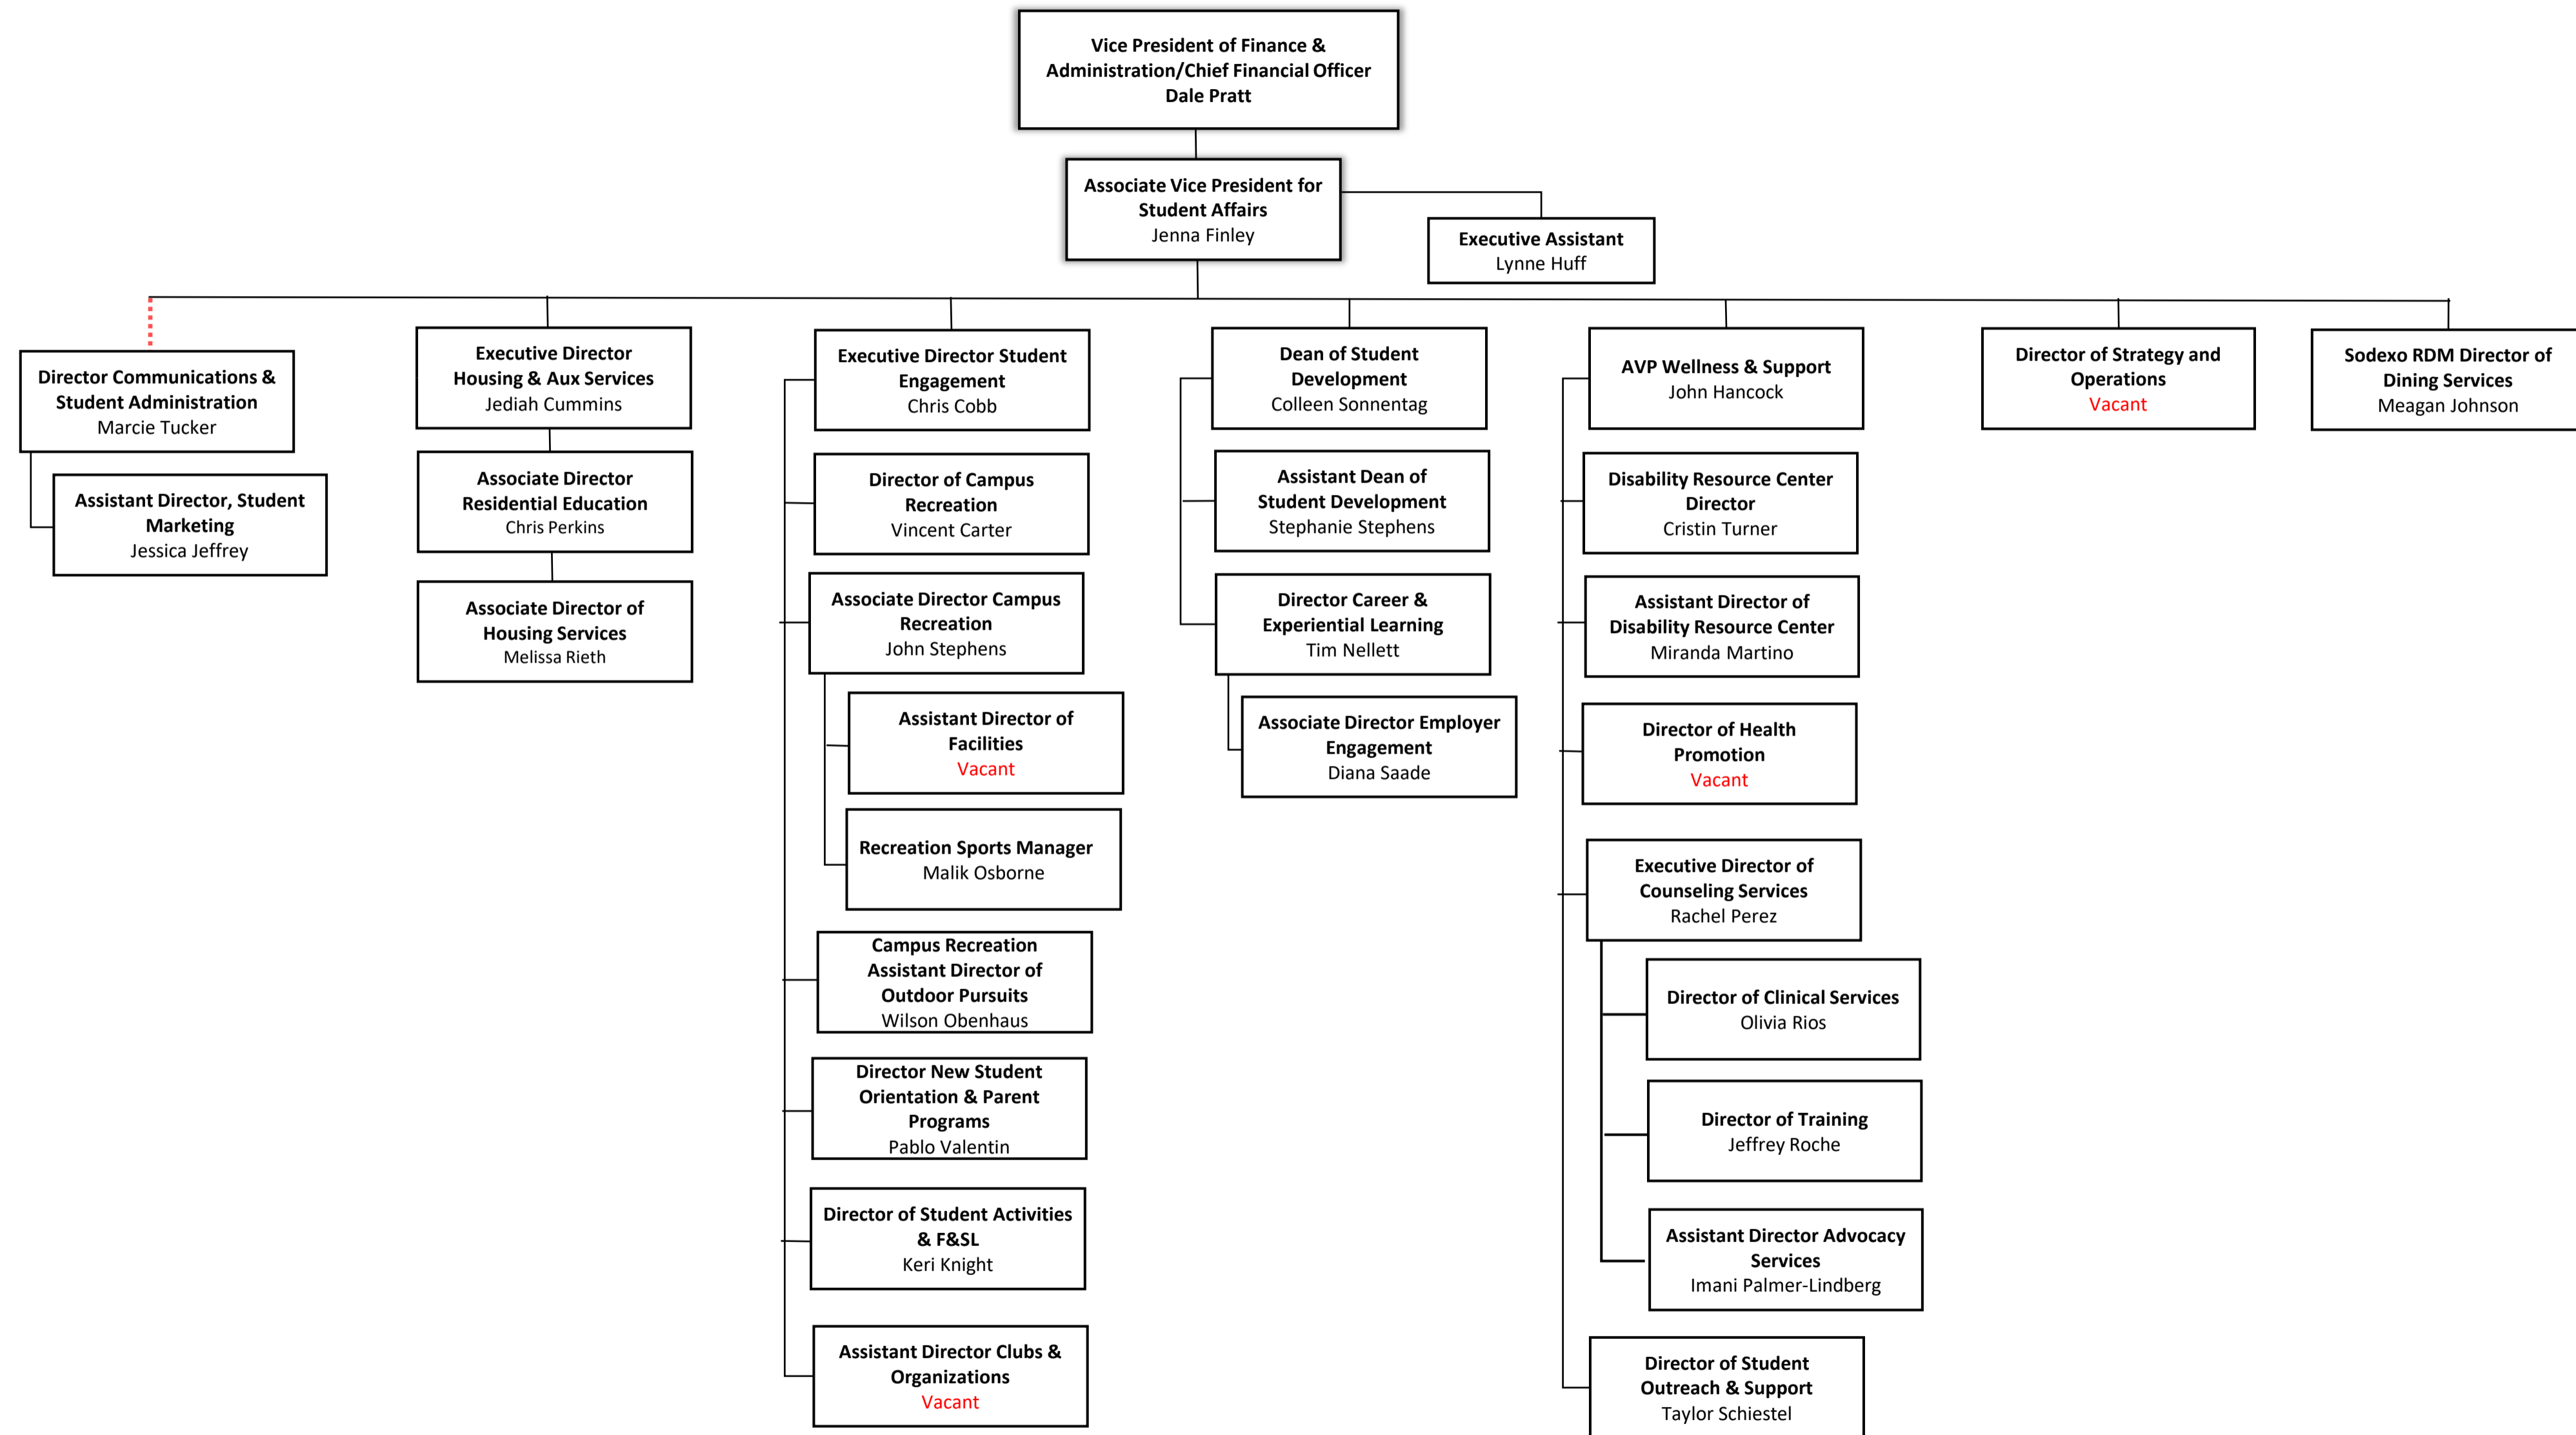 Vice President of Finance &
Administration/Chief Financial Officer
Dale Pratt
Associate Vice President for
Student Affairs
Jenna Finley
Executive Assistant
Lynne Huff
Director Communications &
Student Administration
Marcie Tucker
Assistant Director, Student
Marketing
Jessica Jeffrey
Executive Director
Housing & Aux Services
Jediah Cummins
Associate Director
Residential Education
Chris Perkins
Associate Director of
Housing Services
Melissa Rieth
Executive Director Student
Engagement
Chris Cobb
Director of Campus
Recreation
Vincent Carter
Associate Director Campus
Recreation
John Stephens
Assistant Director of
Facilities
Vacant
Recreation Sports Manager
Malik Osborne
Campus Recreation
Assistant Director of
Outdoor Pursuits
Wilson Obenhaus
Director New Student
Orientation & Parent
Programs
Pablo Valentin
Director of Student Activities
& F&SL
Keri Knight
Assistant Director Clubs &
Organizations
Vacant
Dean of Student
Development
Colleen Sonnentag
Assistant Dean of
Student Development
Stephanie Stephens
Director Career &
Experiential Learning
Tim Nellett
Associate Director Employer
Engagement
Diana Saade
AVP Wellness & Support
John Hancock
Disability Resource Center
Director
Cristin Turner
Assistant Director of
Disability Resource Center
Miranda Martino
Director of Health
Promotion
Vacant
Executive Director of
Counseling Services
Rachel Perez
Director of Clinical Services
Olivia Rios
Director of Training
Jeffrey Roche
Assistant Director Advocacy
Services
Imani Palmer-Lindberg
Director of Student
Outreach & Support
Taylor Schiestel
Director of Strategy and
Operations
Vacant
Sodexo RDM Director of
Dining Services
Meagan Johnson